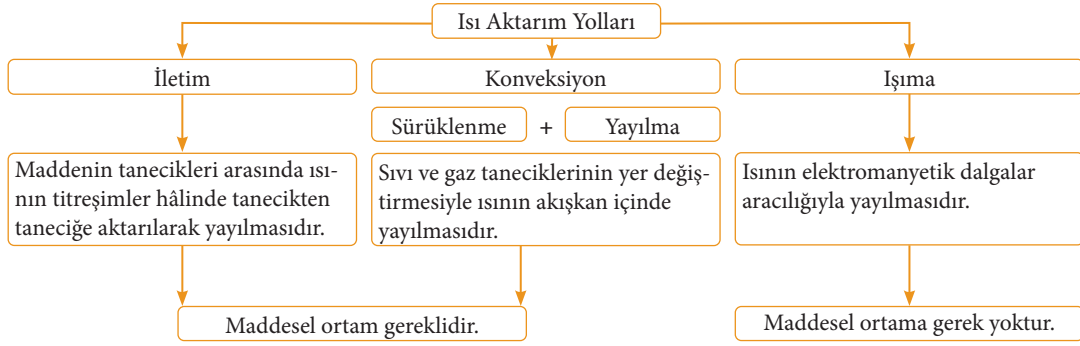 Isı Aktarım Yolları
İletim
Konveksiyon
Işıma
Sürüklenme + Yayılma
Maddenin tanecikleri arasında ısı-
nın titreşimler hâlinde tanecikten
taneciğe aktarılarak yayılmasıdır.
Sıvı ve gaz taneciklerinin yer değiş-
tirmesiyle ısının akışkan içinde
yayılmasıdır.
Isının elektromanyetik dalgalar
aracılığıyla yayılmasıdır.
Maddesel ortam gereklidir.
Maddesel ortama gerek yoktur.